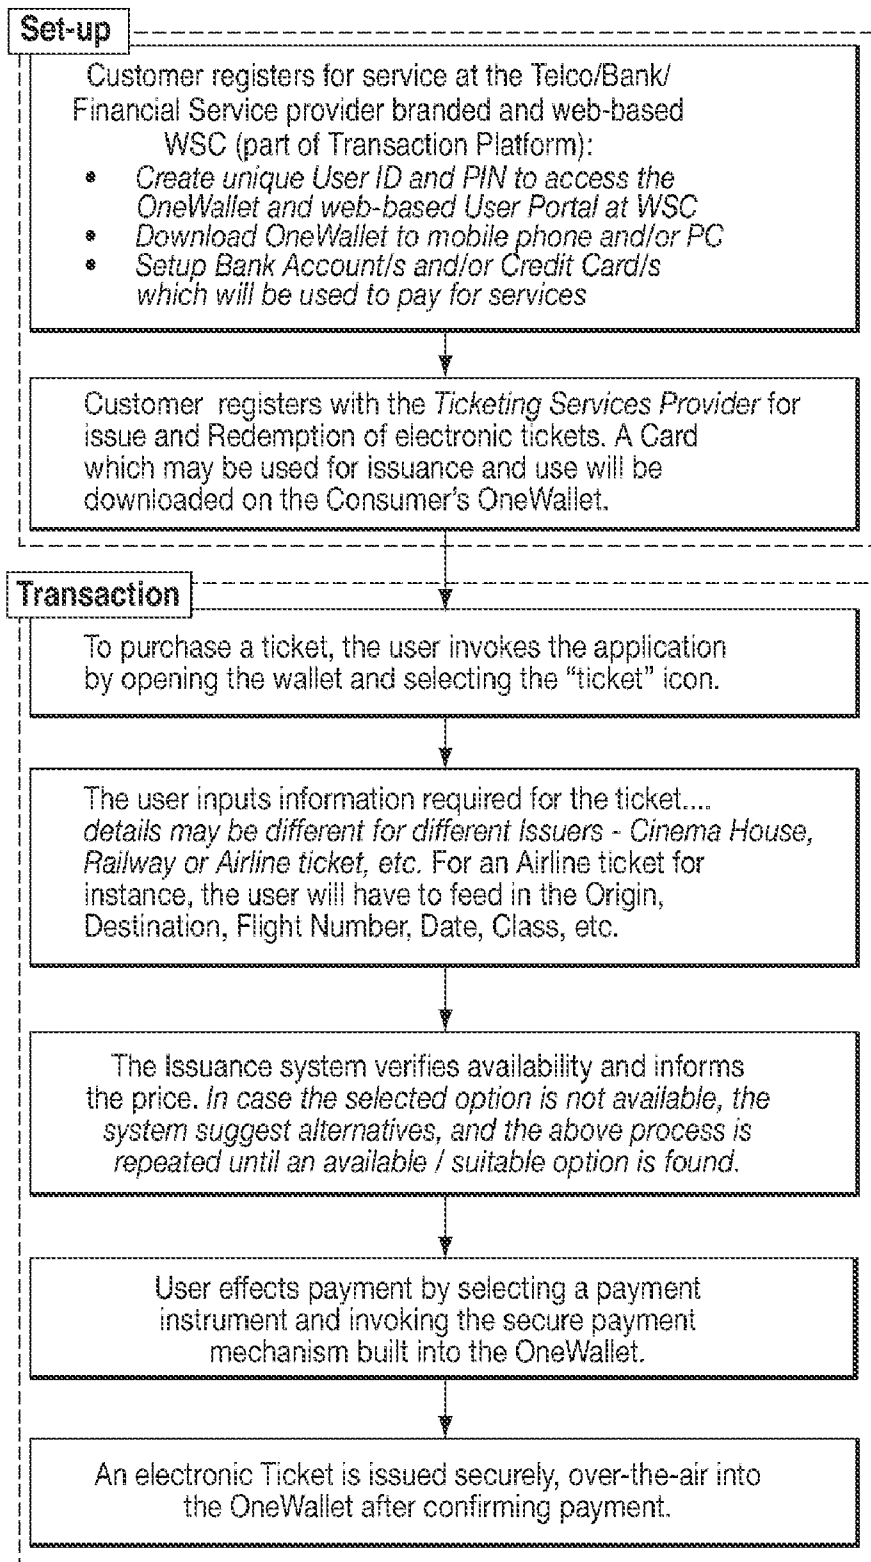 Set-up
Customer registers for service at the Telco/Bank/
Financial Service provider branded and web-based
WSC (part of Transaction Platform):
• Create unique User ID and PIN to access the
OneWallet and web-based User Portal at WSC
• Download OneWallet to mobile phone and/or PC
• Setup Bank Account/s and/or Credit Card/s
which will be used to pay for services
Customer registers with the Ticketing Services Provider for
issue and Redemption of electronic tickets. A Card
which may be used for issuance and use will be
downloaded on the Consumer's OneWallet.
Transaction
To purchase a ticket, the user invokes the application
by opening the wallet and selecting the “ticket” icon.
The user inputs information required for the ticket....
details may be different for different Issuers - Cinema House,
Railway or Airline ticket, etc. For an Airline ticket for
instance, the user will have to feed in the Origin,
Destination, Flight Number, Date, Class, etc.
The Issuance system verifies availability and informs
the price. In case the selected option is not available, the
system suggest alternatives, and the above process is
repeated until an available / suitable option is found.
User effects payment by selecting a payment
instrument and invoking the secure payment
mechanism built into the OneWallet.
An electronic Ticket is issued securely, over-the-air into
the OneWallet after confirming payment.